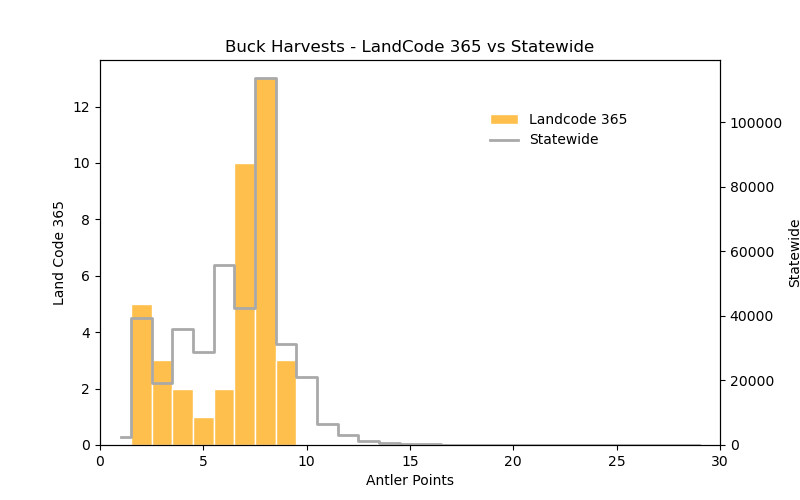 Buck Harvests - LandCode 365 vs Statewide
Landcode 365
Statewide
12
10
8
6
4
2
0
Land Code 365
100000
80000
60000
40000
20000
0
Statewide
0 5 10 15 20 25 30
Antler Points